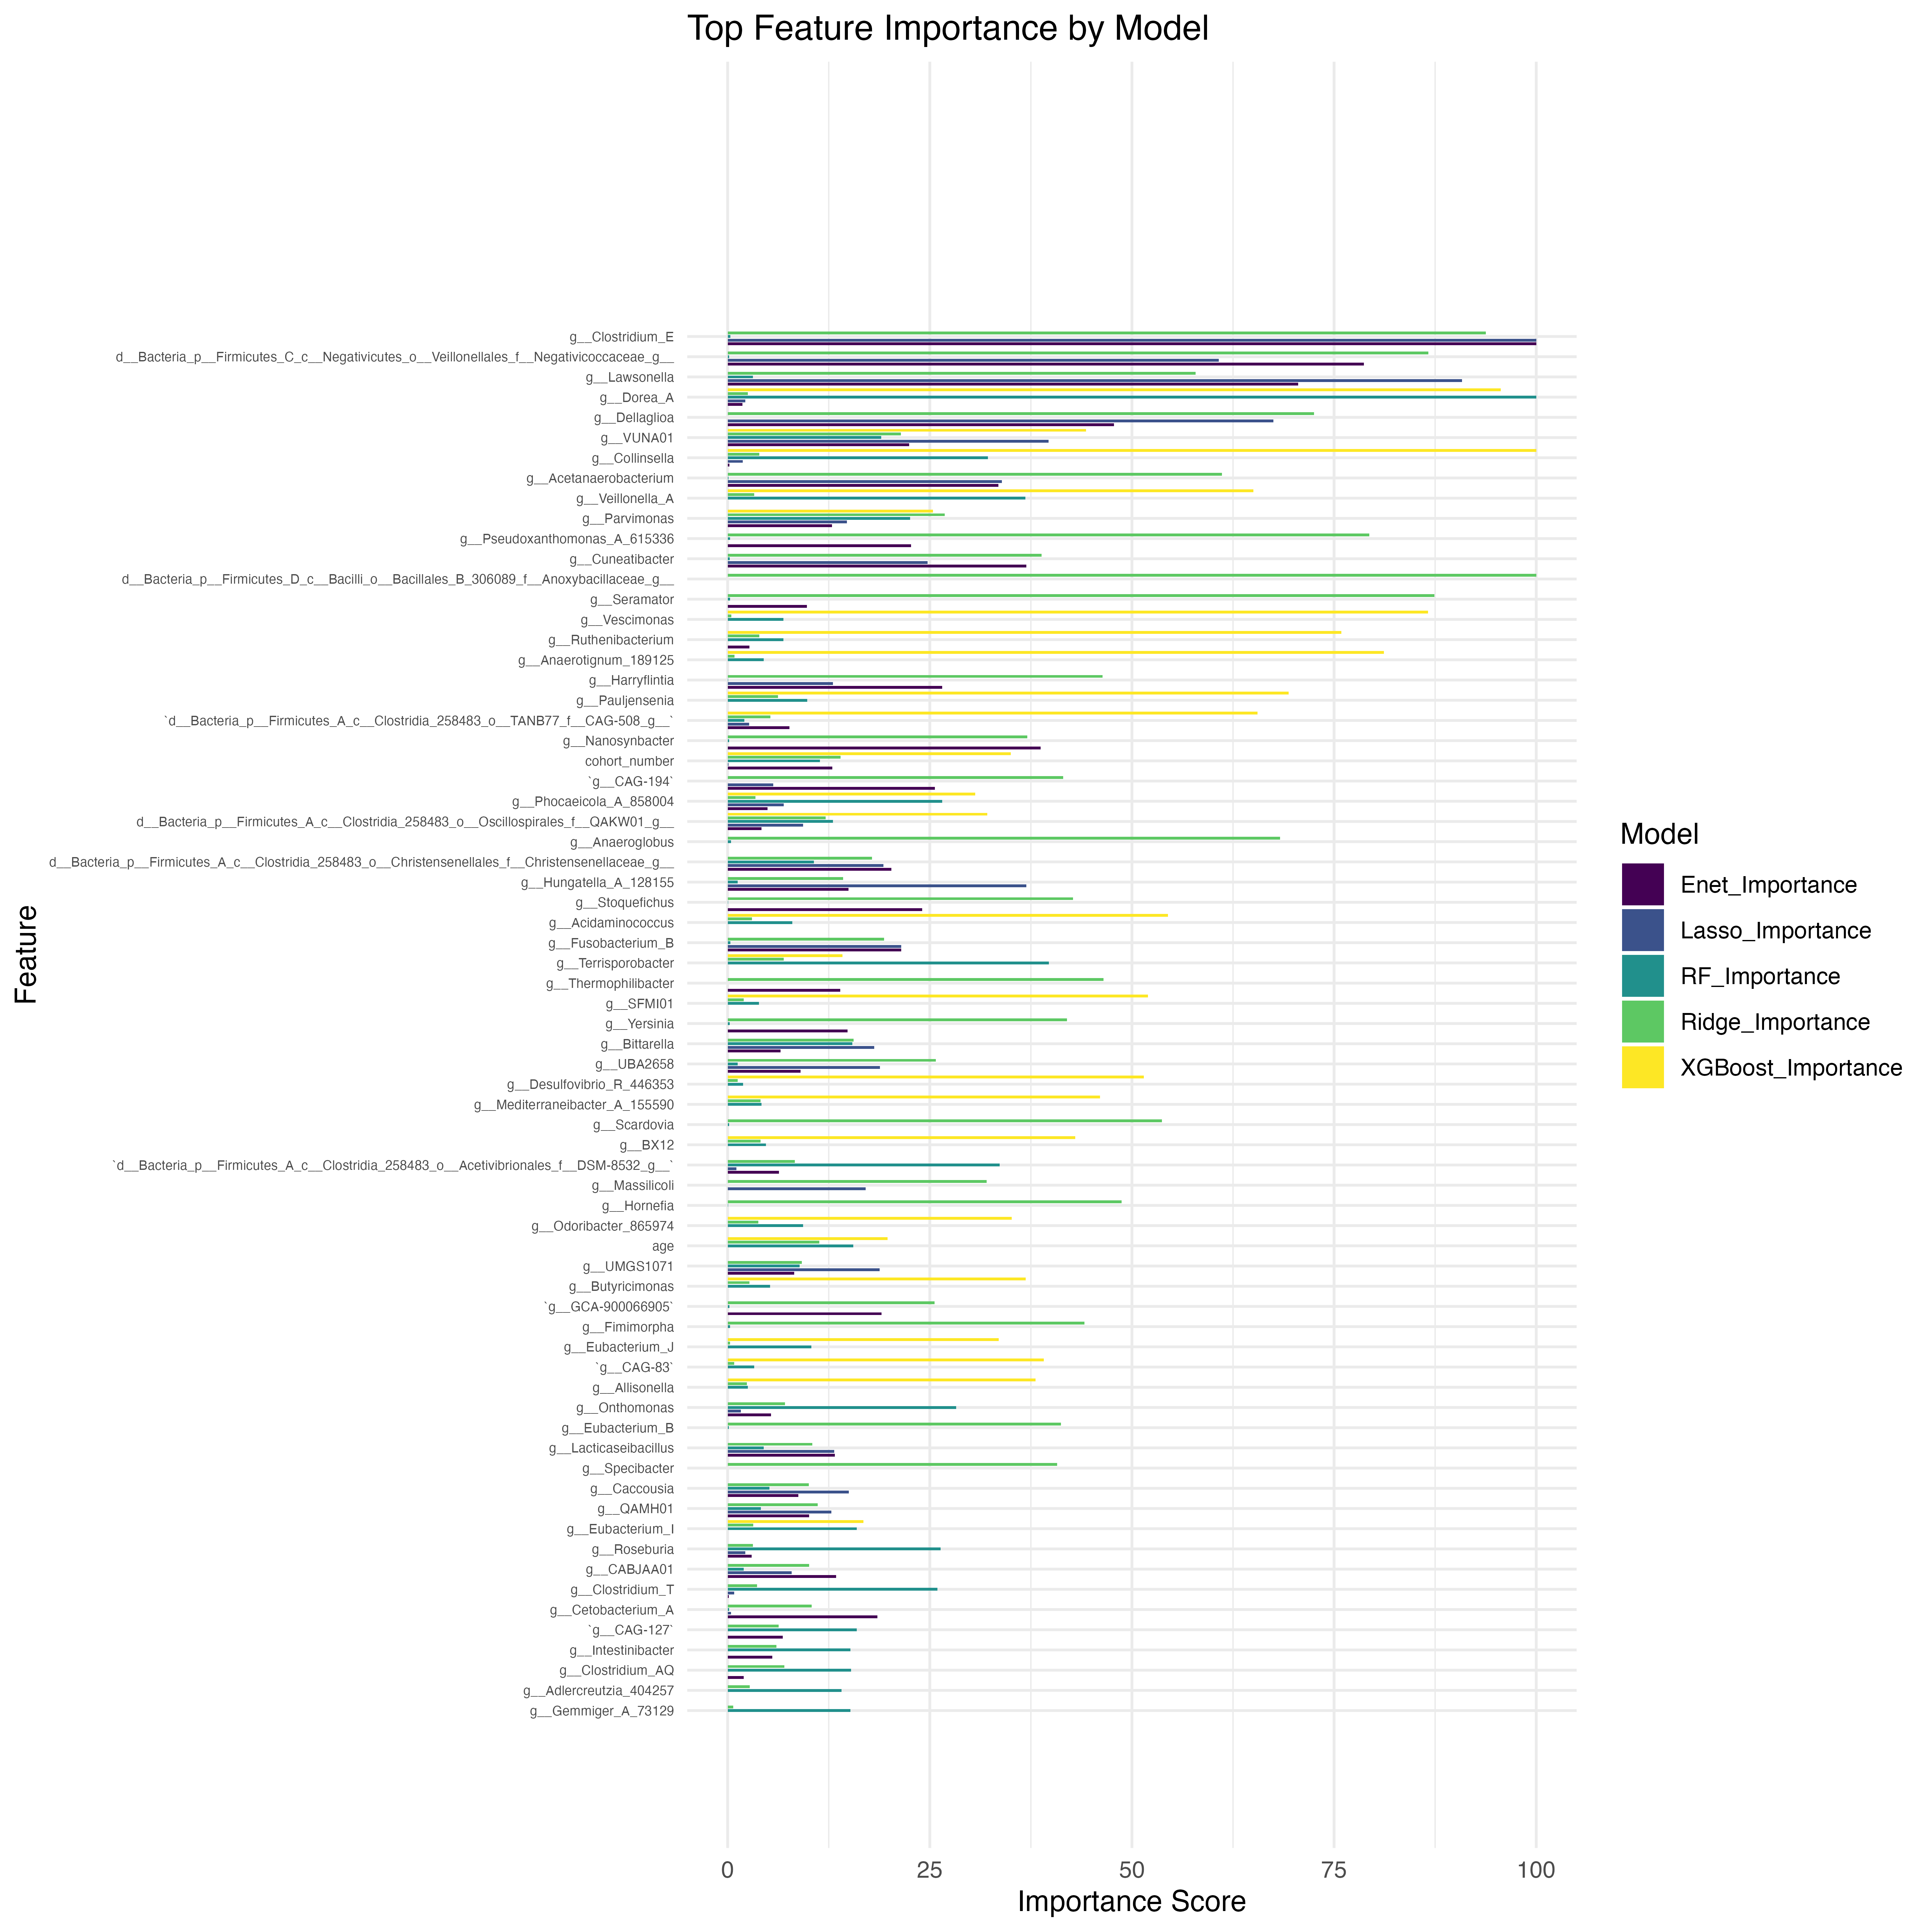 Top Feature Importance by Model
g__Clostridium_E
d__Bacteria_p__Firmicutes_C_c__Negativicutes_o__Veillonellales_f__Negativicoccaceae_g__
g__Lawsonella
g__Dorea_A
g__Dellaglioa
g__VUNA01
g__Collinsella
g__Acetanaerobacterium
g__Veillonella_A
g__Parvimonas
g__Pseudoxanthomonas_A_615336
g__Cuneatibacter
d__Bacteria_p__Firmicutes_D_c__Bacilli_o__Bacillales_B_306089_f__Anoxybacillaceae_g__
g__Seramator
g__Vescimonas
g__Ruthenibacterium
g__Anaerotignum_189125
g__Harryflintia
g__Pauljensenia
`d__Bacteria_p__Firmicutes_A_c__Clostridia_258483_o__TANB77_f__CAG-508_g__`
g__Nanosynbacter
cohort_number
`g__CAG-194`
g__Phocaeicola_A_858004
d__Bacteria_p__Firmicutes_A_c__Clostridia_258483_o__Oscillospirales_f__QAKW01_g__
g__Anaeroglobus
d__Bacteria_p__Firmicutes_A_c__Clostridia_258483_o__Christensenellales_f__Christensenellaceae_g__
g__Hungatella_A_128155
g__Stoquefichus
g__Acidaminococcus
g__Fusobacterium_B
g__Terrisporobacter
g__Thermophilibacter
g__SFMI01
g__Yersinia
g__Bittarella
g__UBA2658
g__Desulfovibrio_R_446353
g__Mediterraneibacter_A_155590
g__Scardovia
g__BX12
`d__Bacteria_p__Firmicutes_A_c__Clostridia_258483_o__Acetivibrionales_f__DSM-8532_g__`
g__Massilicoli
g__Hornefia
g__Odoribacter_865974
age
g__UMGS1071
g__Butyricimonas
`g__GCA-900066905`
g__Fimimorpha
g__Eubacterium_J
`g__CAG-83`
g__Allisonella
g__Onthomonas
g__Eubacterium_B
g__Lacticaseibacillus
g__Specibacter
g__Caccousia
g__QAMH01
g__Eubacterium_I
g__Roseburia
g__CABJAA01
g__Clostridium_T
g__Cetobacterium_A
`g__CAG-127`
g__Intestinibacter
g__Clostridium_AQ
g__Adlercreutzia_404257
g__Gemmiger_A_73129
Feature
0 25 50 75 100
Importance Score
Model
Enet_Importance
Lasso_Importance
RF_Importance
Ridge_Importance
XGBoost_Importance